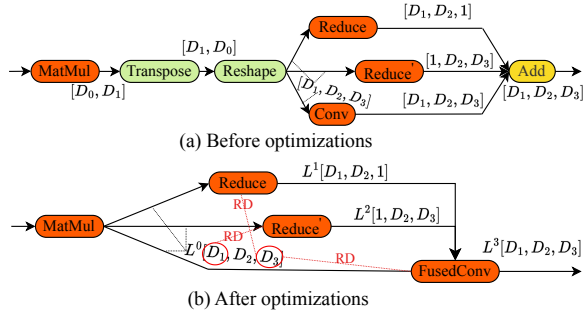 Reduce
[D₁, D₂, 1]
[D₁, D₀]
MatMul
Transpose
Reshape
Reduce'
[1, D₂, D₃]
Add
[D₀, D₁]
[D₁, D₂, D₃]
[D₁, D₂, D₃]
[D₁, D₂, D₃]
Conv
(a) Before optimizations
L¹[D₁, D₂, 1]
Reduce
RD
MatMul
RD
Reduce'
L²[1, D₂, D₃]
L⁰[D₁, D₂, D₃]
RD
L³[D₁, D₂, D₃]
FusedConv
(b) After optimizations